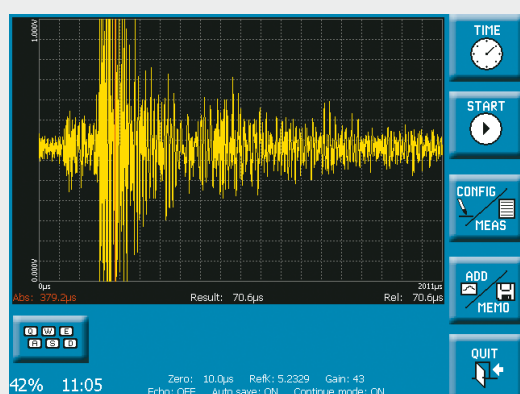 1.000V
0.000V
0µs
2011µs
Abs: 379.2µs
Result: 70.6µs
Rel: 70.6µs
Q W E
A S D
42% 11:05
Zero: 10.0µs RefK: 5.2329 Gain: 43
Echo: OFF Auto save: ON Continue mode: ON
TIME
START
CONFIG
MEAS
ADD
MEMO
QUIT